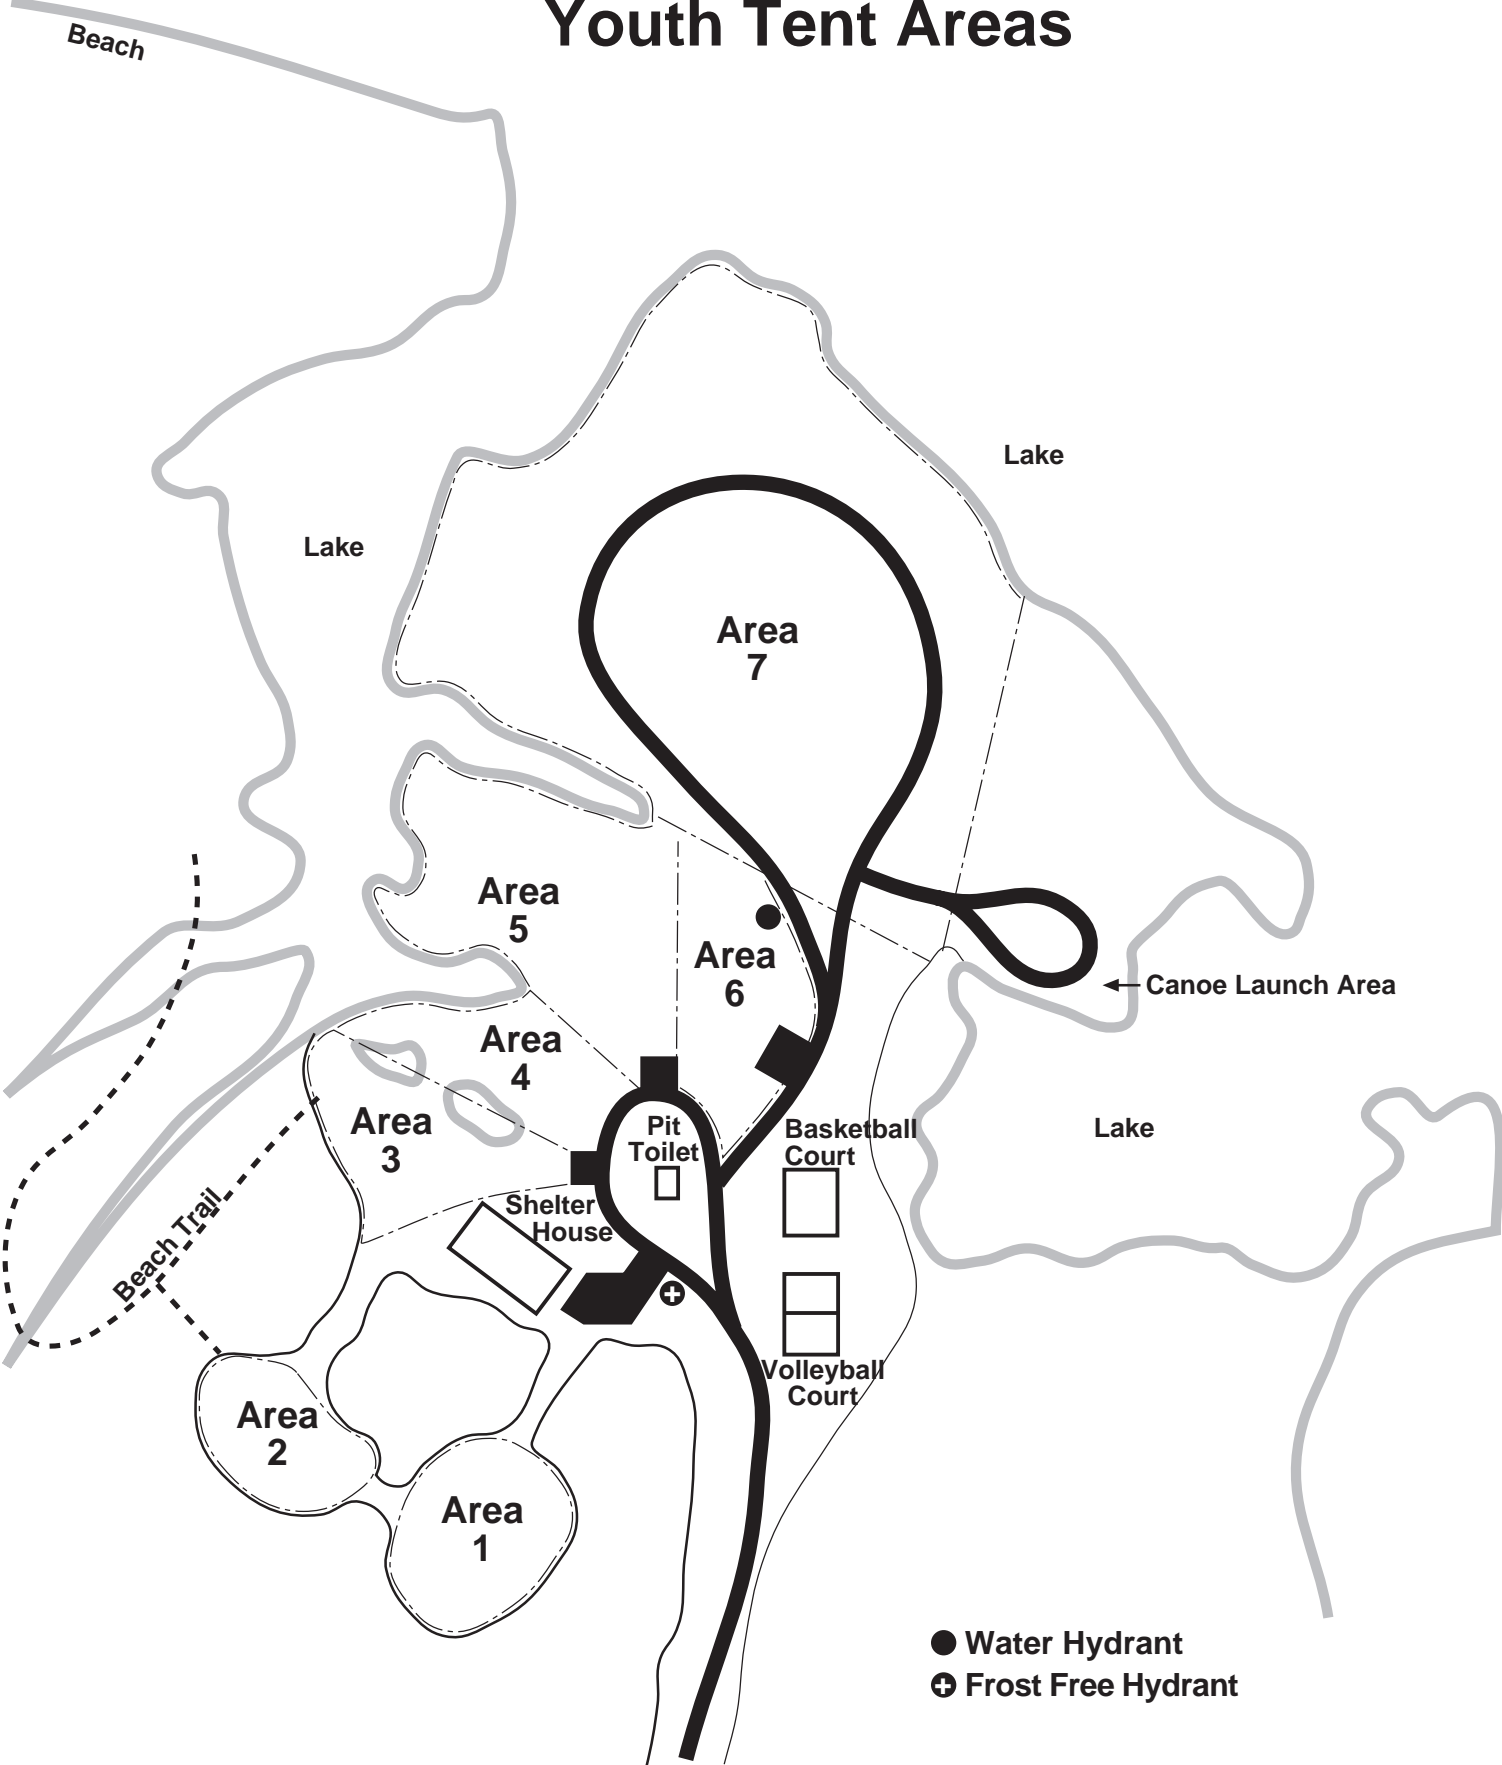 Youth Tent Areas
Beach
Lake
Lake
Area
7
Area
5
Area
6
Canoe Launch Area
Area
4
Area
3
Pit
Toilet
Basketball
Court
Lake
Shelter
House
Beach Trail
Volleyball
Court
Area
2
Area
1
Water Hydrant
Frost Free Hydrant